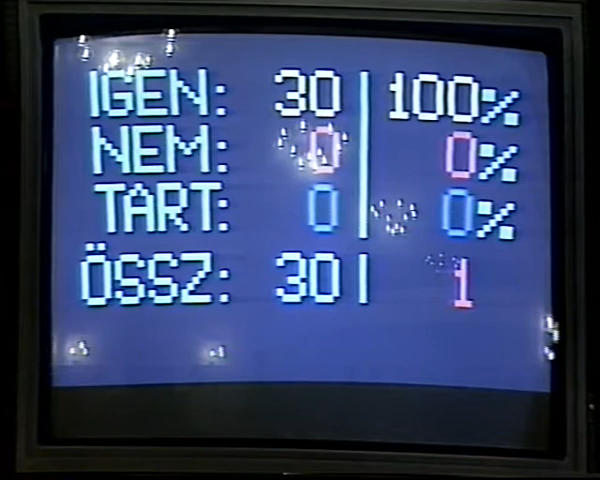 IGEN: 30 | 100%
NEM: 0 | 0%
TART: 0 | 0%
ÖSSZ: 30 | 1